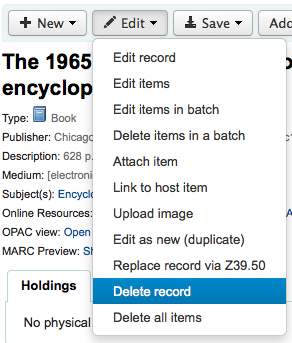 + New Edit Save Add
The 1965
encyclop
Type: Book
Publisher: Chicago
Description: 628 p.
Medium: [electronic
Subject(s): Encyclo
Online Resources:
OPAC view: Open
MARC Preview: Sh
Edit record
Edit items
Edit items in batch
Delete items in a batch
Attach item
Link to host item
Upload image
Edit as new (duplicate)
Replace record via Z39.50
Delete record
Delete all items
Holdings
No physical